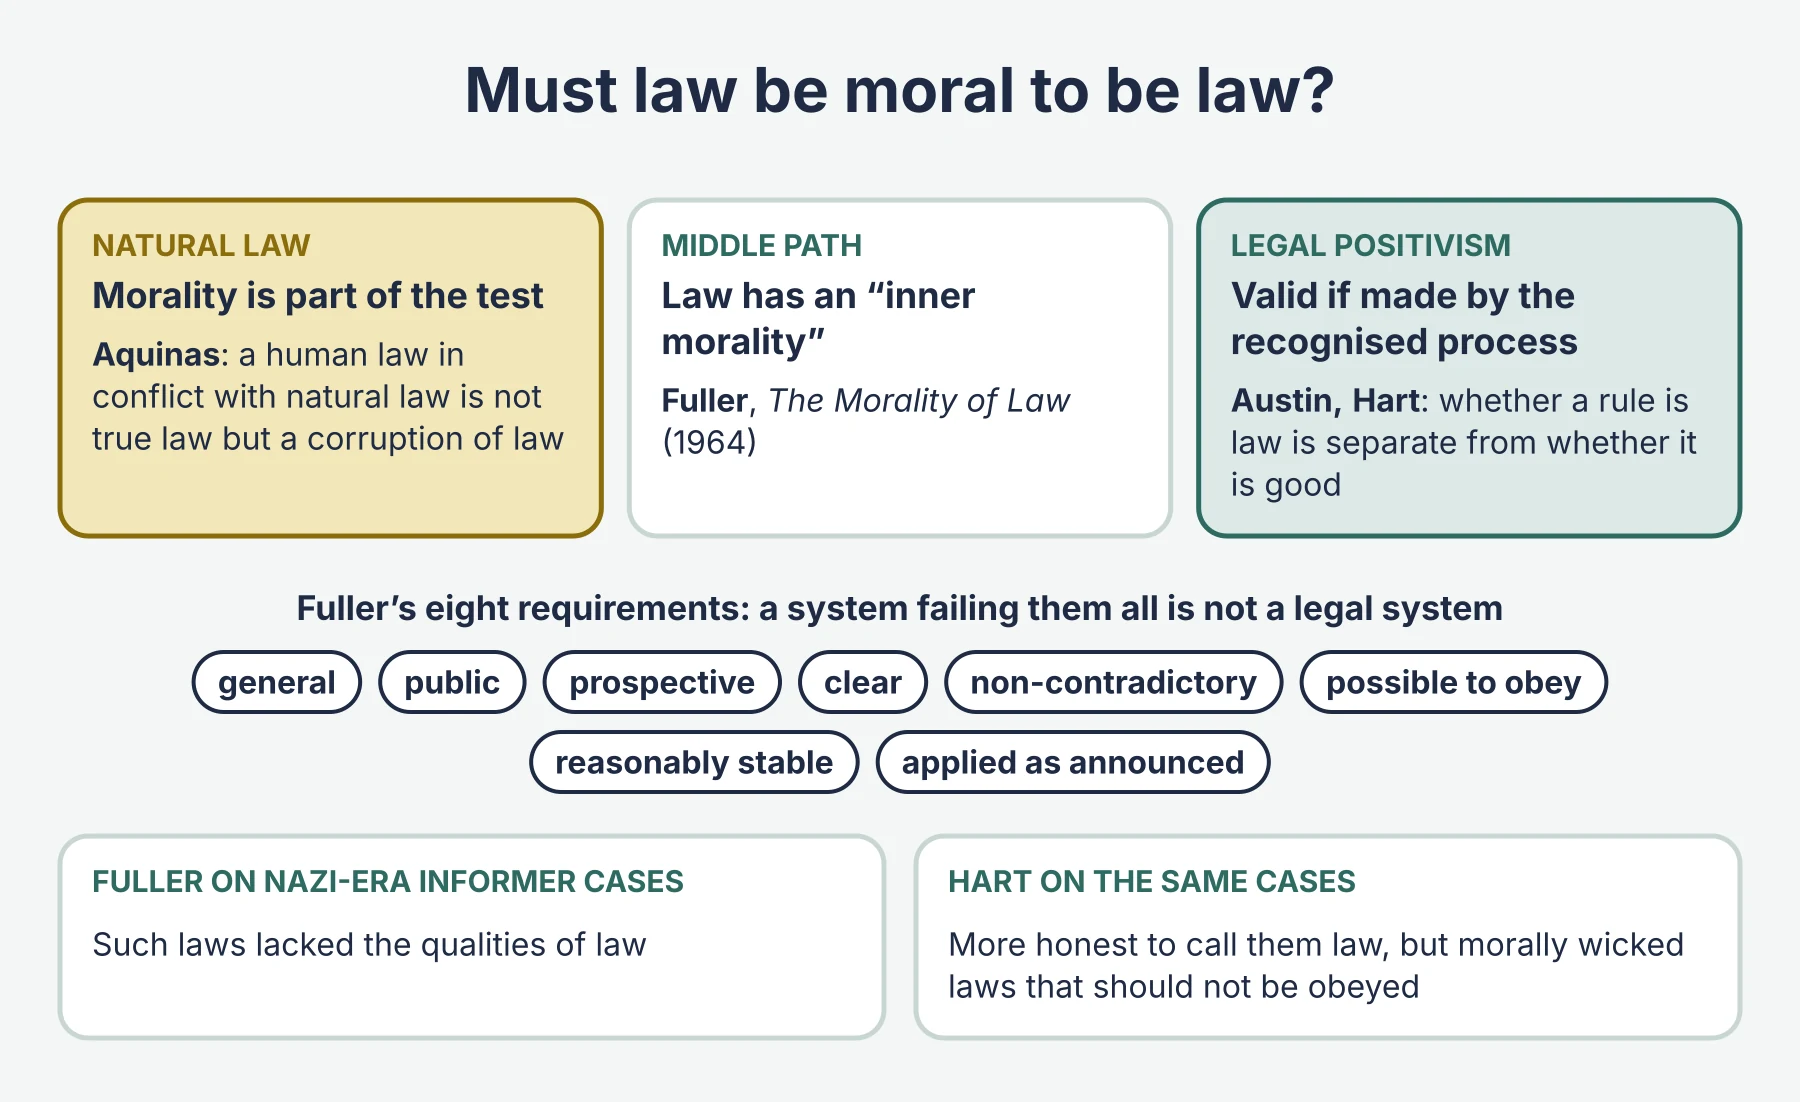 Must law be moral to be law?
NATURAL LAW
Morality is part of the test
Aquinas: a human law in
conflict with natural law is not
true law but a corruption of law
MIDDLE PATH
Law has an “inner
morality”
Fuller, The Morality of Law
(1964)
LEGAL POSITIVISM
Valid if made by the
recognised process
Austin, Hart: whether a rule is
law is separate from whether it
is good
Fuller’s eight requirements: a system failing them all is not a legal system
general public prospective clear non-contradictory possible to obey
reasonably stable applied as announced
FULLER ON NAZI-ERA INFORMER CASES
Such laws lacked the qualities of law
HART ON THE SAME CASES
More honest to call them law, but morally wicked
laws that should not be obeyed